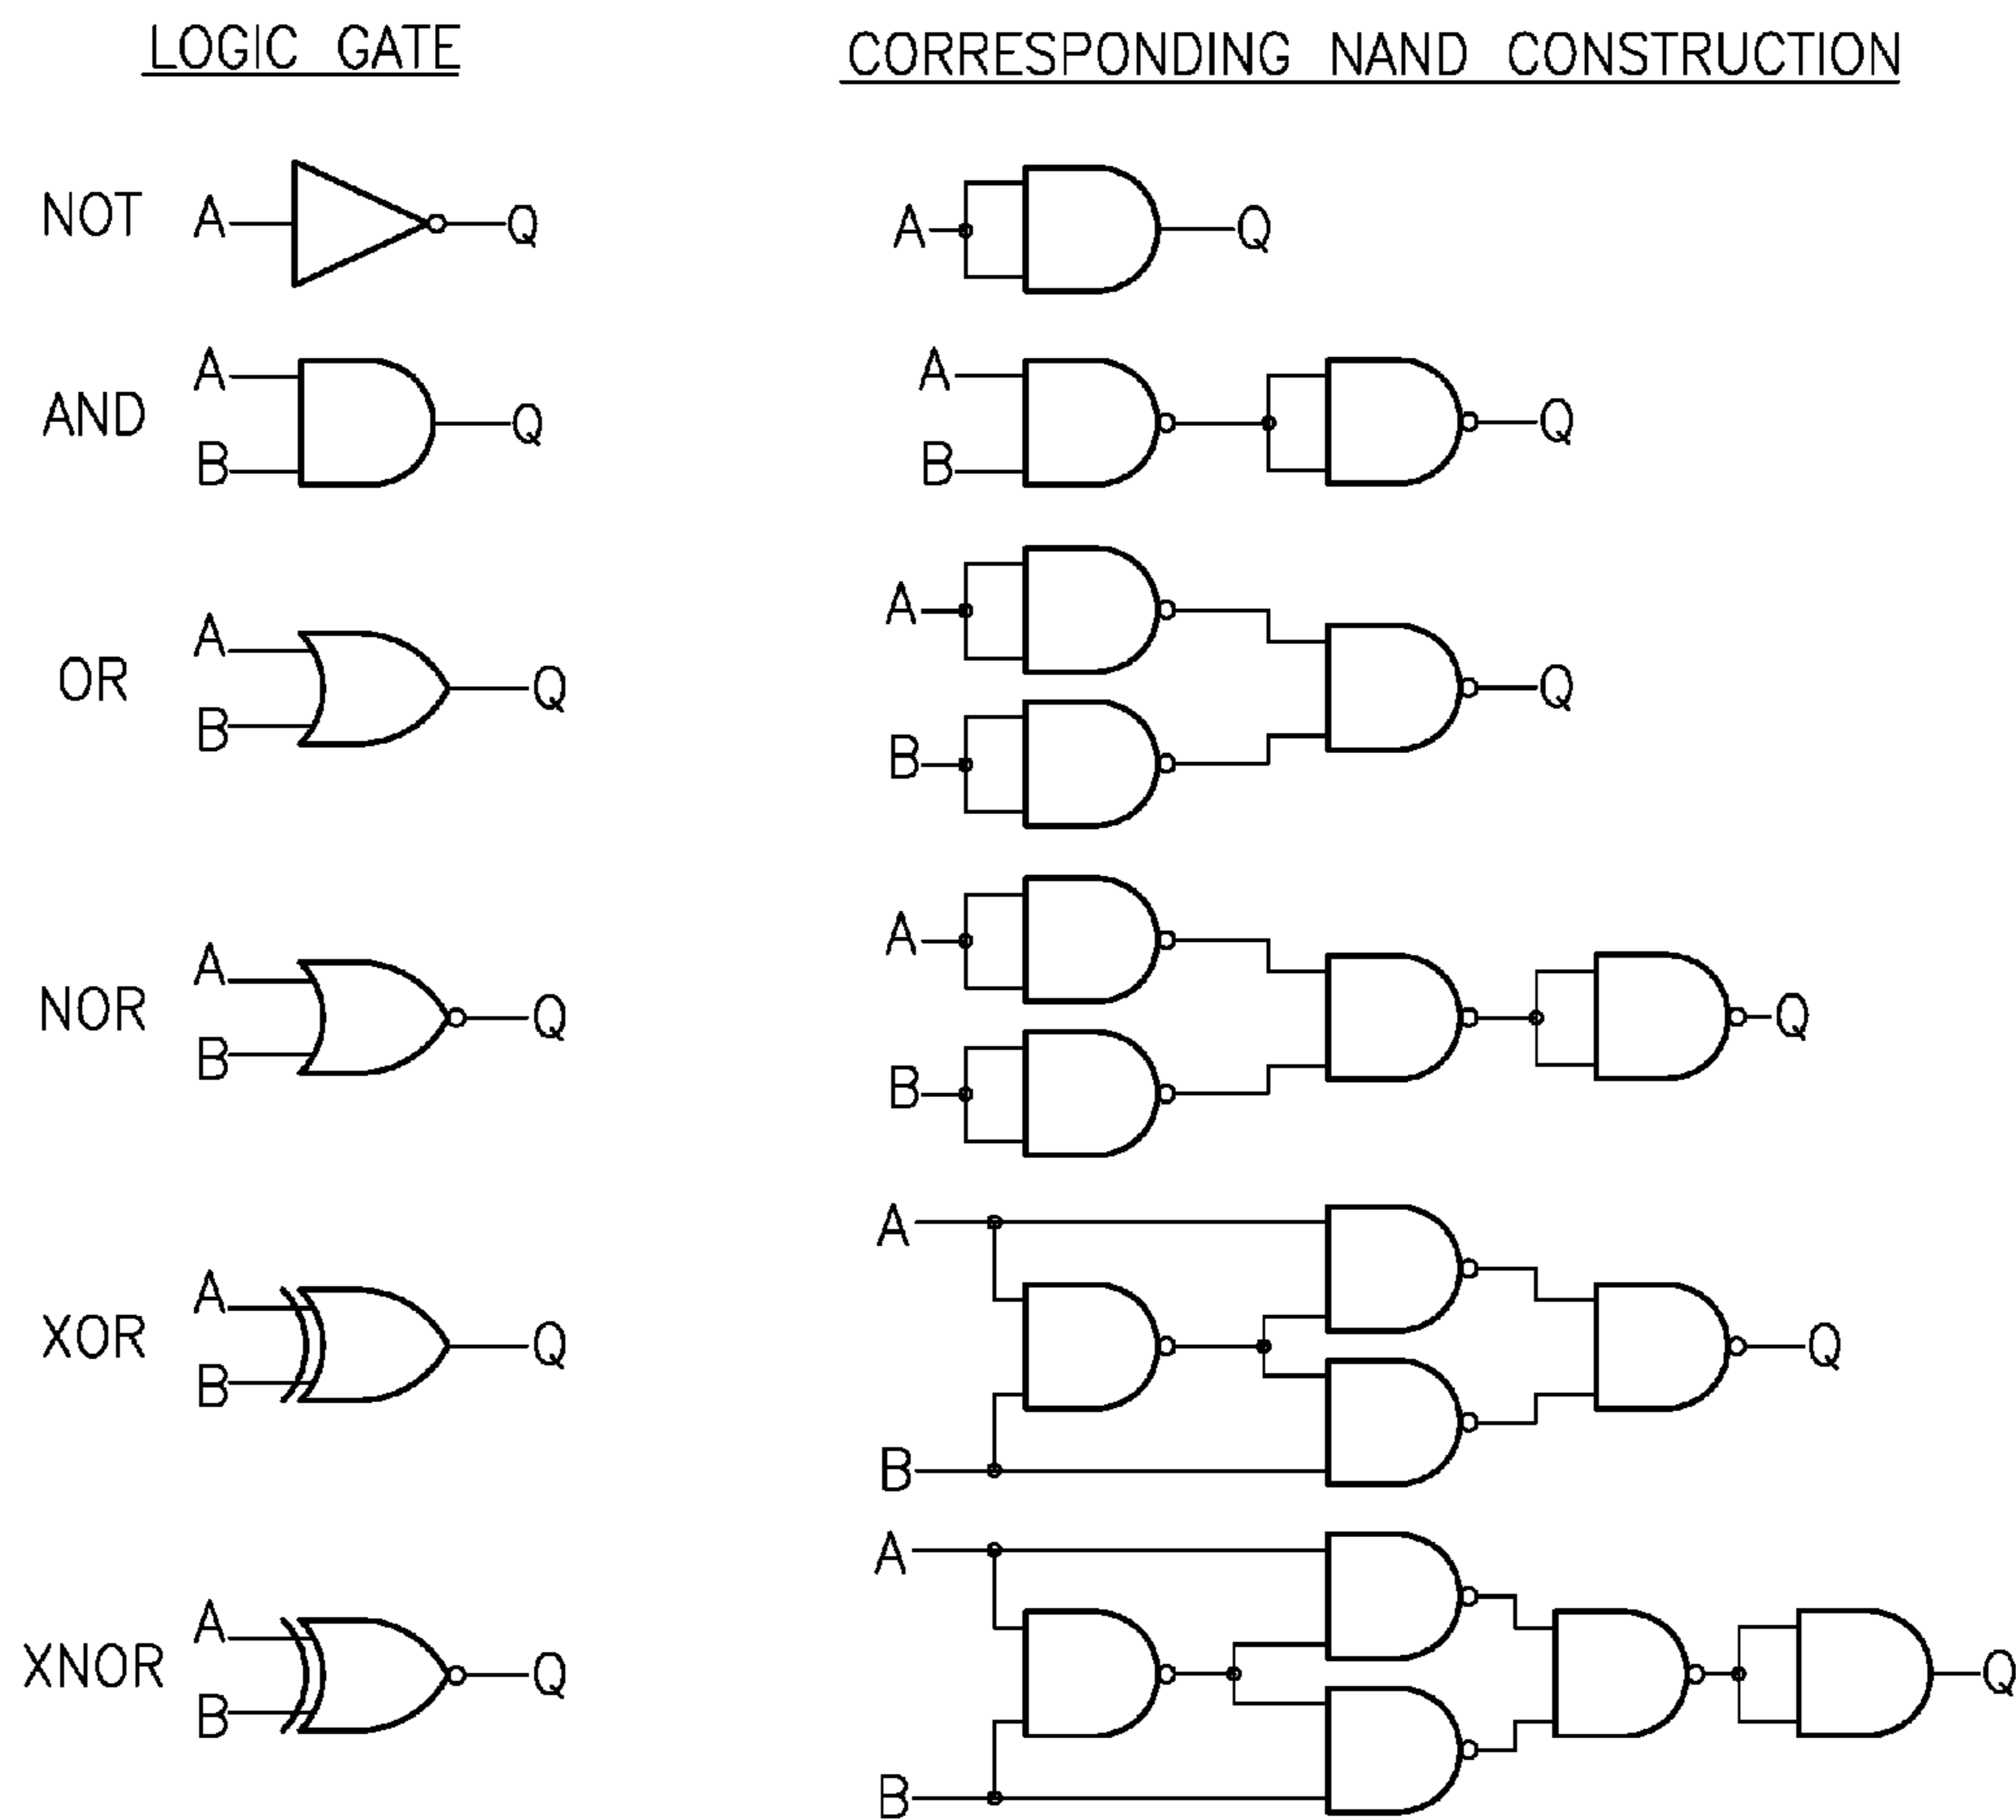 LOGIC GATE
CORRESPONDING NAND CONSTRUCTION
NOT A Q
A Q
AND A B Q
A B Q
OR A B Q
A B Q
NOR A B Q
A B Q
XOR A B Q
A B Q
XNOR A B Q
A B Q